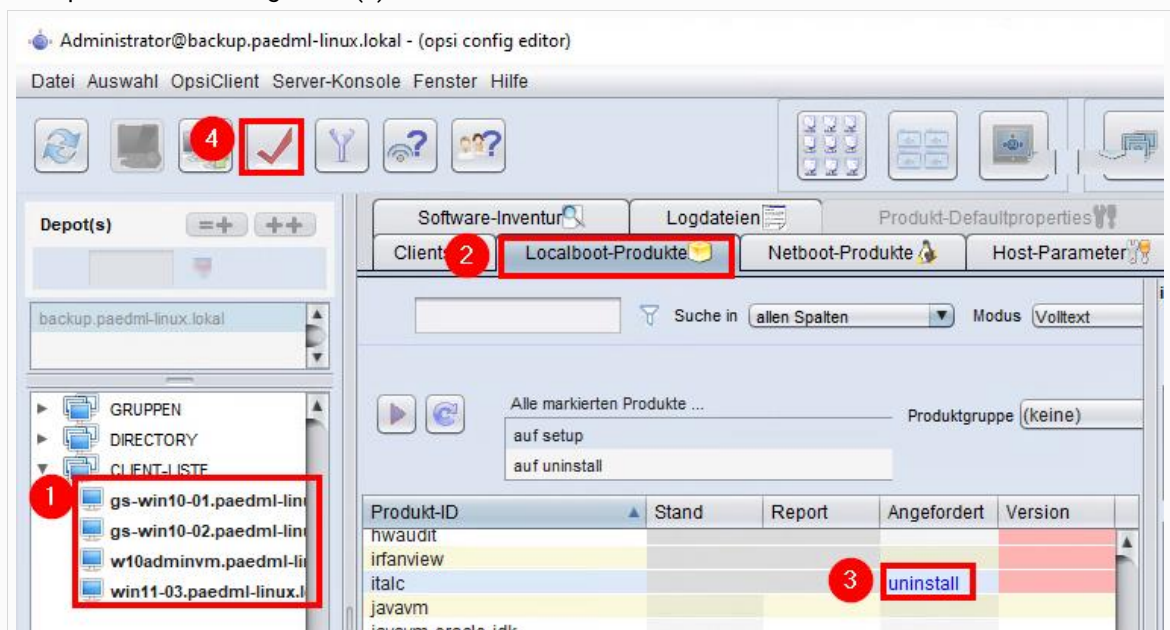 Administrator@backup.paedml-linux.lokal - (opsi config editor)
Datei Auswahl OpsiClient Server-Konsole Fenster Hilfe
4
Depot(s)
Software-Inventur Logdateien Produkt-Defaultproperties
Clients 2 Localboot-Produkte Netboot-Produkte Host-Parameter
backup.paedml-linux.lokal
Suche in allen Spalten Modus Volltext
GRUPPEN
DIRECTORY
CLIENT-LISTE
1
gs-win10-01.paedml-linu
gs-win10-02.paedml-linu
w10adminvm.paedml-li
win11-03.paedml-linux.l
Alle markierten Produkte ...
auf setup
auf uninstall
Produktgruppe (keine)
Produkt-ID Stand Report Angefordert Version
hwaudit
irfanview
italc 3 uninstall
javavm